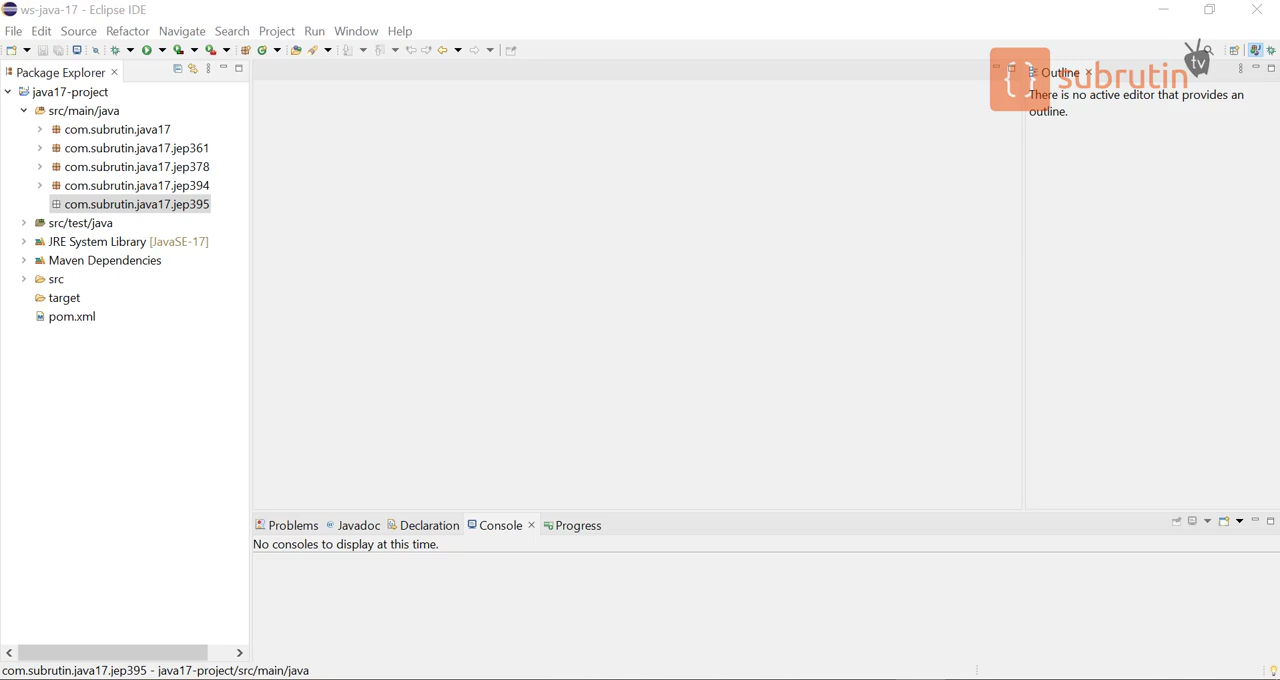 ws-java-17 - Eclipse IDE
File Edit Source Refactor Navigate Search Project Run Window Help
Package Explorer
java17-project
src/main/java
com.subrutin.java17
com.subrutin.java17.jep361
com.subrutin.java17.jep378
com.subrutin.java17.jep394
com.subrutin.java17.jep395
src/test/java
JRE System Library [JavaSE-17]
Maven Dependencies
src
target
pom.xml
Outline
There is no active editor that provides an
outline.
{ } subrutin tv
Problems Javadoc Declaration Console Progress
No consoles to display at this time.
com.subrutin.java17.jep395 - java17-project/src/main/java